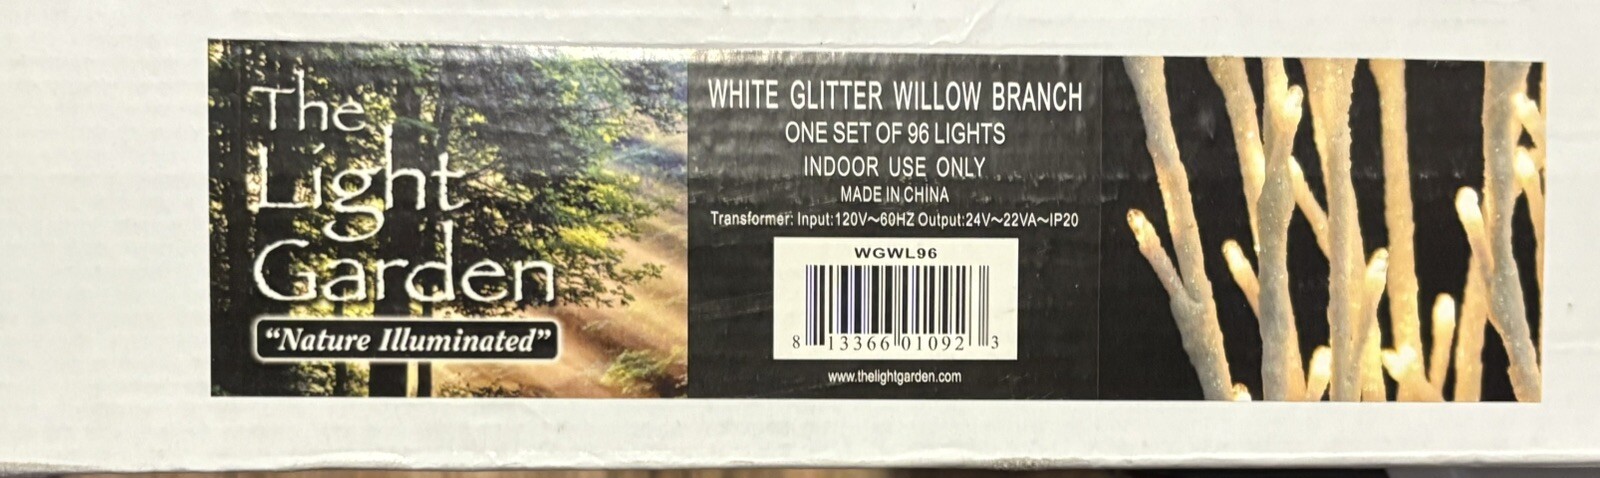 The
Light
Garden
“Nature Illuminated”
WHITE GLITTER WILLOW BRANCH
ONE SET OF 96 LIGHTS
INDOOR USE ONLY
MADE IN CHINA
Transformer: Input:120V～60HZ Output:24V～22VA～IP20
WGWL96
8 13366 01092 3
www.thelightgarden.com